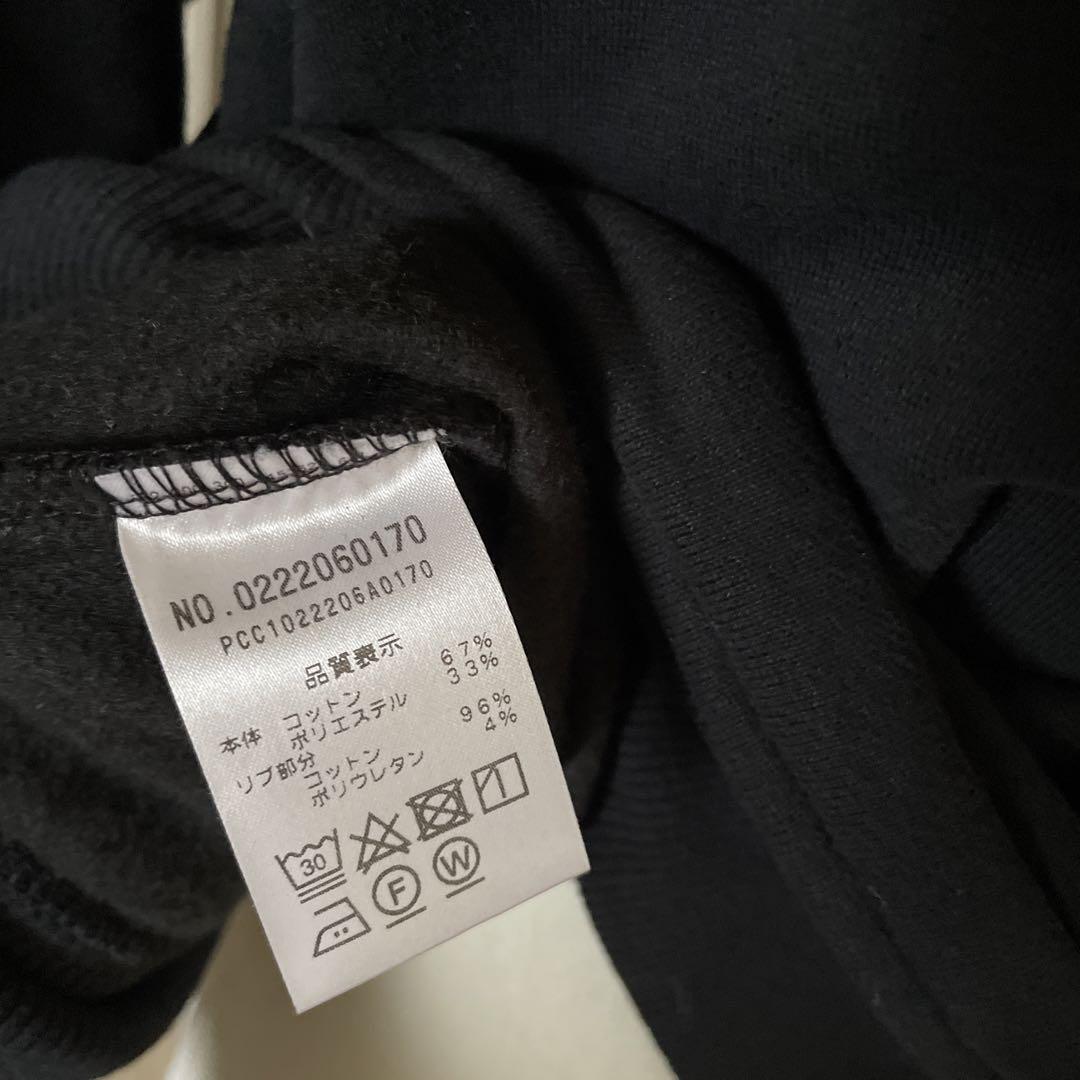 NO.0222060170
PCC1022206A0170
品質表示
本体 コットン 67%
ポリエステル 33%
リブ部分
コットン 96%
ポリウレタン 4%
30
F W